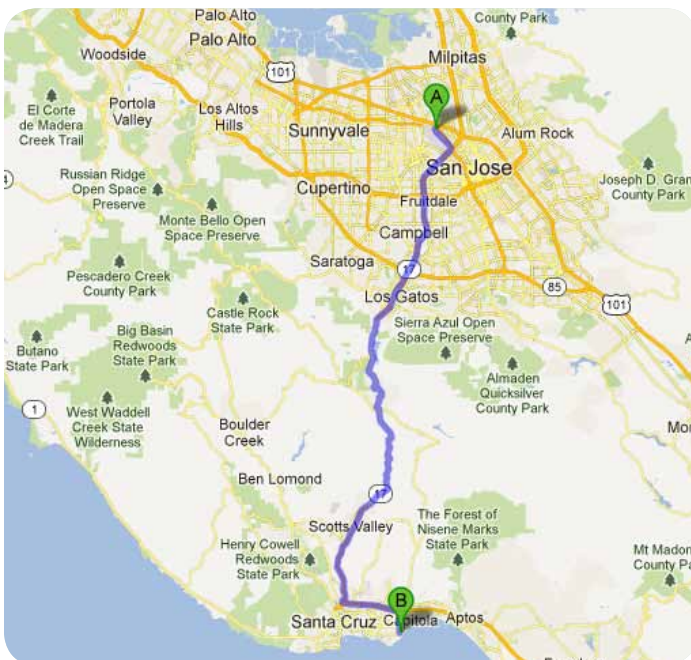 Palo Alto
County Park
Palo Alto
Woodside
Milpitas
101
A
El Corte
de Madera
Creek Trail
Portola
Valley
Los Altos
Hills
Sunnyvale
Alum Rock
San Jose
Russian Ridge
Open Space
Preserve
Cupertino
Fruitdale
Joseph D. Gran
County Park
Monte Bello Open
Space Preserve
Campbell
Saratoga
17
Pescadero Creek
County Park
85
Los Gatos
101
Castle Rock
State Park
Sierra Azul Open
Space Preserve
Big Basin
Redwoods
State Park
Butano
State Park
Almaden
Quicksilver
County Park
1
West Waddell
Creek State
Wilderness
Boulder
Creek
Mo
Ben Lomond
17
The Forest of
Nisene Marks
State Park
Scotts Valley
Henry Cowell
Redwoods
State Park
Mt Madon
County Pa
B
Santa Cruz
Capitola
Aptos